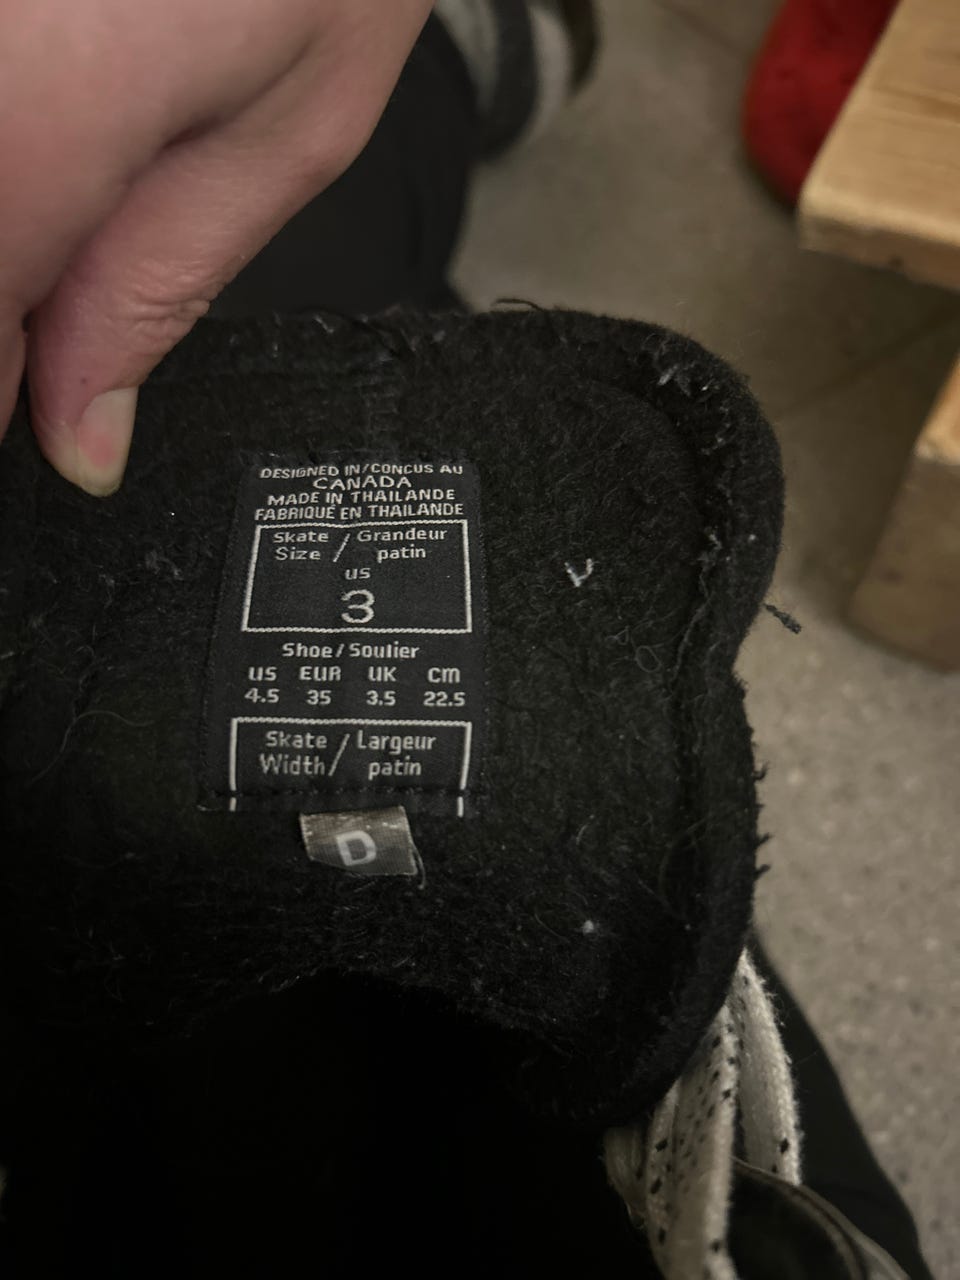 DESIGNED IN/CONCUS AU
CANADA
MADE IN THAILANDE
FABRIQUÉ EN THAILANDE
Skate / Grandeur
Size / patin
US
3
Shoe/Soulier
US EUR UK CM
4.5 35 3.5 22.5
Skate / Largeur
Width / patin
D